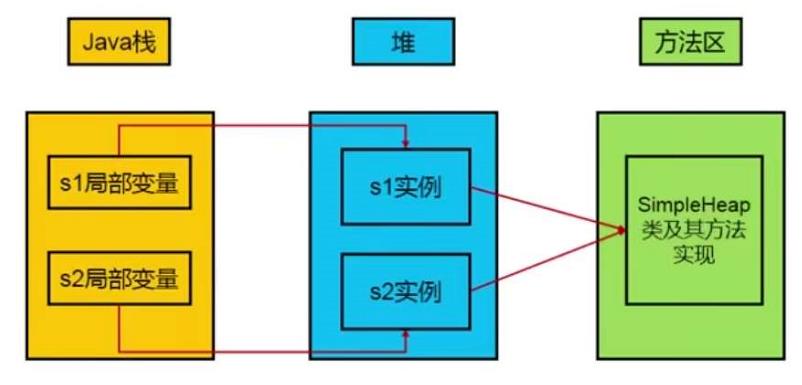 Java栈
堆
方法区
s1局部变量
s2局部变量
s1实例
s2实例
SimpleHeap
类及其方法
实现